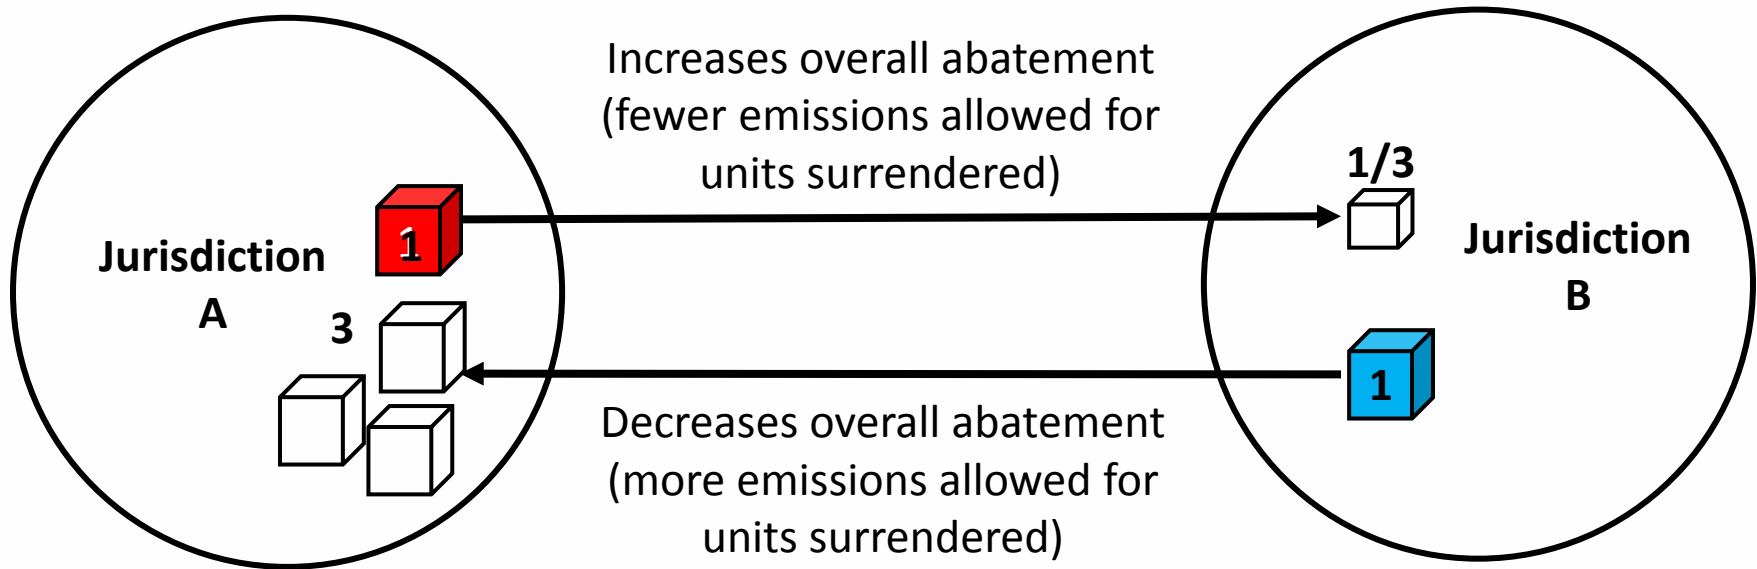 Increases overall abatement
(fewer emissions allowed for
units surrendered)
1/3
1
Jurisdiction
A
Jurisdiction
B
3
1
Decreases overall abatement
(more emissions allowed for
units surrendered)